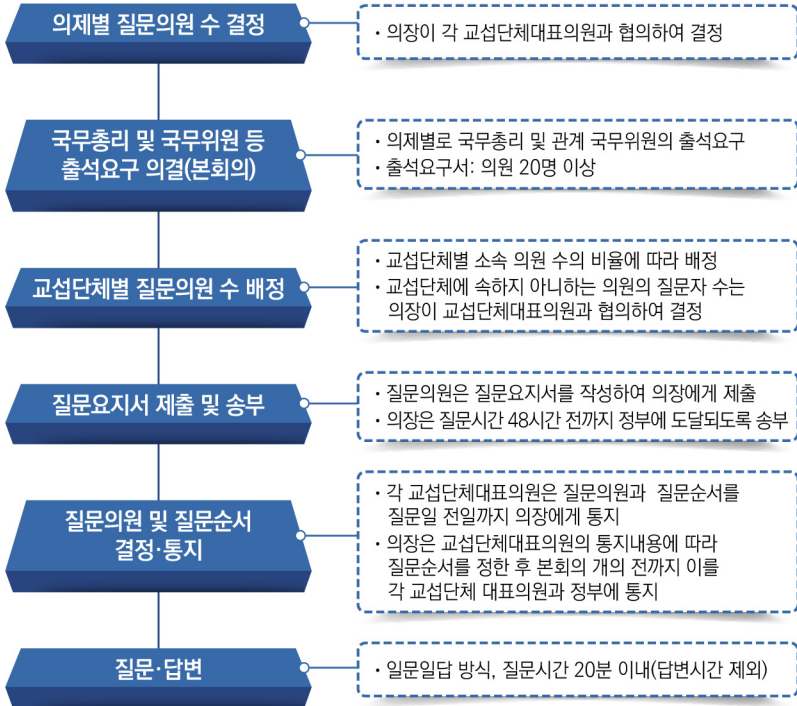 의제별 질문의원 수 결정
· 의장이 각 교섭단체대표의원과 협의하여 결정
국무총리 및 국무위원 등
출석요구 의결(본회의)
· 의제별로 국무총리 및 관계 국무위원의 출석요구
· 출석요구서: 의원 20명 이상
교섭단체별 질문의원 수 배정
· 교섭단체별 소속 의원 수의 비율에 따라 배정
· 교섭단체에 속하지 아니하는 의원의 질문자 수는
의장이 교섭단체대표의원과 협의하여 결정
질문요지서 제출 및 송부
· 질문의원은 질문요지서를 작성하여 의장에게 제출
· 의장은 질문시간 48시간 전까지 정부에 도달되도록 송부
질문의원 및 질문순서
결정·통지
· 각 교섭단체대표의원은 질문의원과 질문순서를
질문일 전일까지 의장에게 통지
· 의장은 교섭단체대표의원의 통지내용에 따라
질문순서를 정한 후 본회의 개의 전까지 이를
각 교섭단체 대표의원과 정부에 통지
질문·답변
· 일문일답 방식, 질문시간 20분 이내(답변시간 제외)